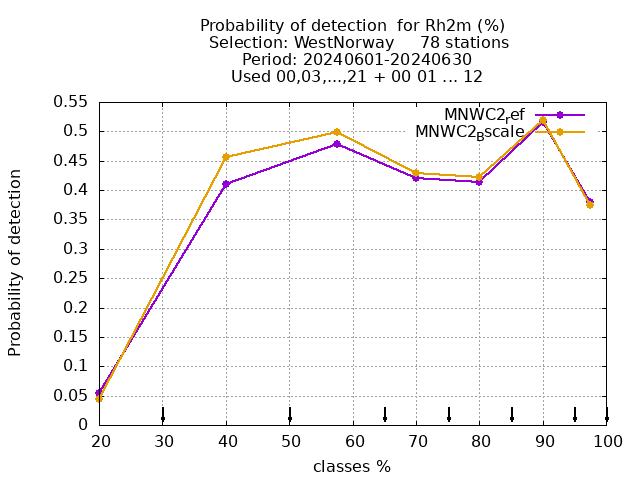 Probability of detection  for Rh2m (%)
Selection: WestNorway     78 stations
Period: 20240601-20240630
Used 00,03,...,21 + 00 01 ... 12
MNWC2_ref
MNWC2_Bscale
Probability of detection
0.55
0.5
0.45
0.4
0.35
0.3
0.25
0.2
0.15
0.1
0.05
0
20 30 40 50 60 70 80 90 100
classes %